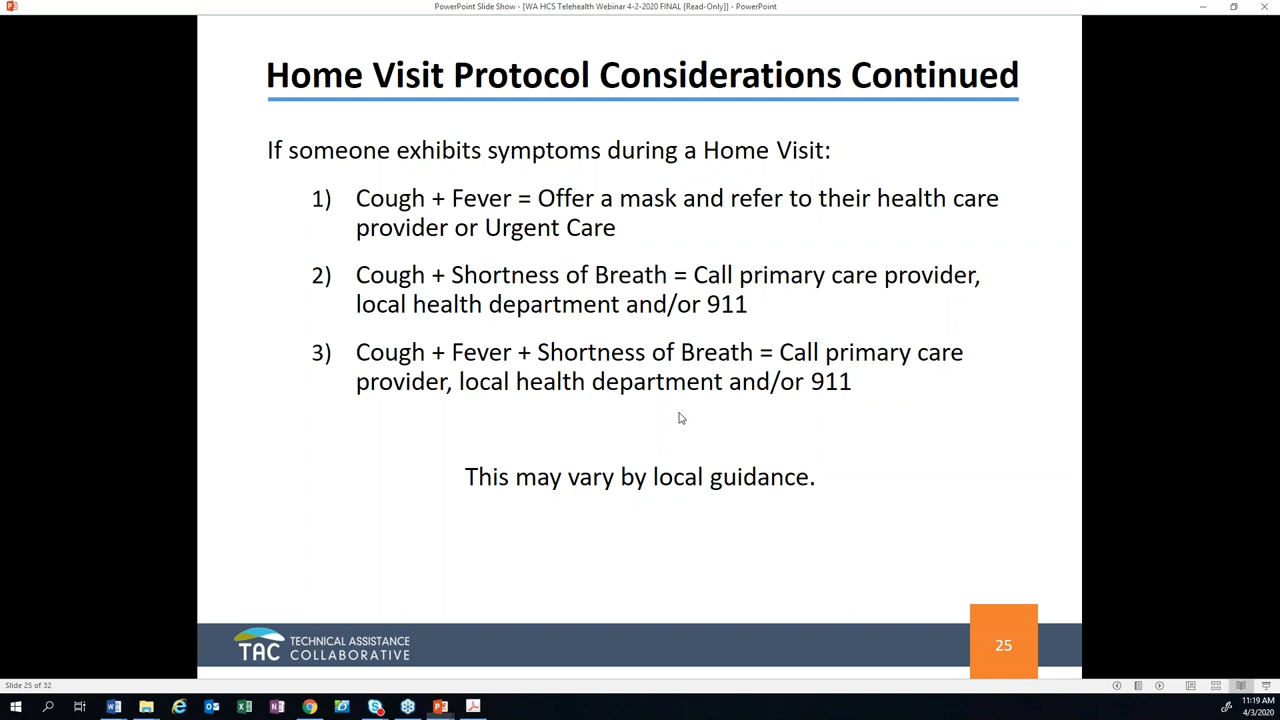 PowerPoint Slide Show - [WA HCS Telehealth Webinar 4-2-2020 FINAL [Read-Only]] - PowerPoint
Home Visit Protocol Considerations Continued
If someone exhibits symptoms during a Home Visit:
1) Cough + Fever = Offer a mask and refer to their health care
provider or Urgent Care
2) Cough + Shortness of Breath = Call primary care provider,
local health department and/or 911
3) Cough + Fever + Shortness of Breath = Call primary care
provider, local health department and/or 911
This may vary by local guidance.
TAC
TECHNICAL ASSISTANCE
COLLABORATIVE
25
Slide 25 of 32
11:19 AM
4/3/2020